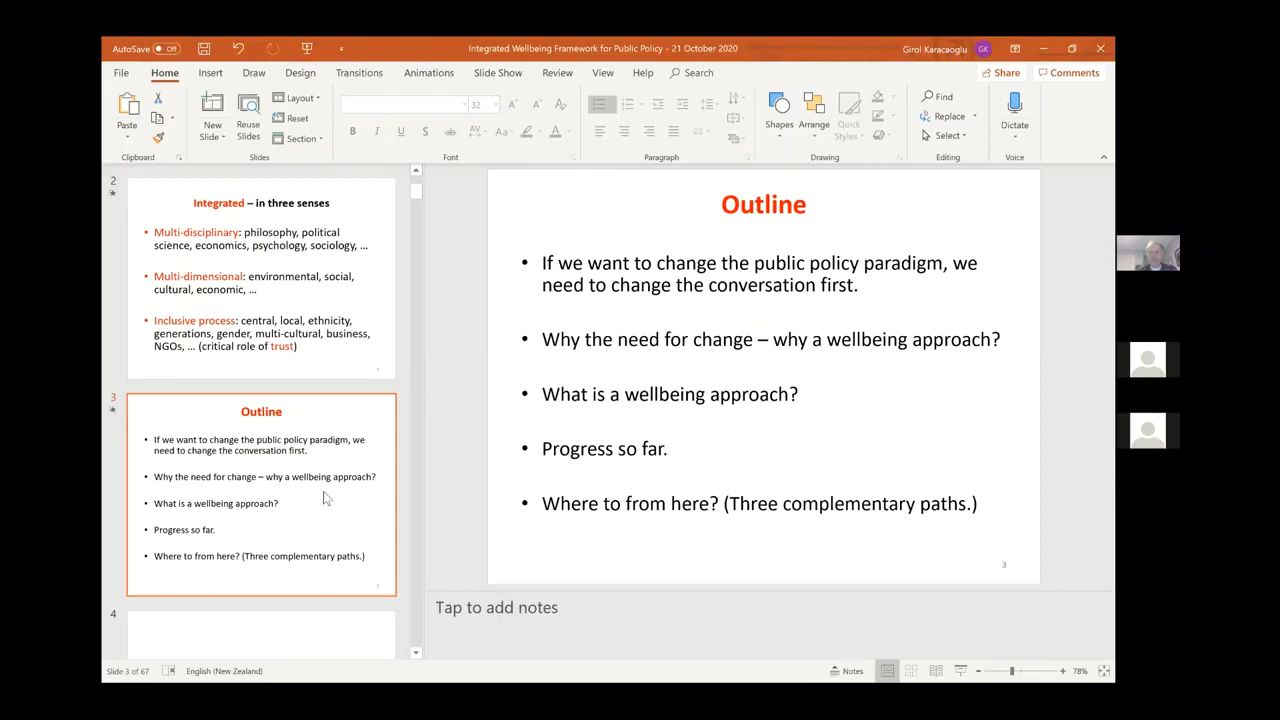 AutoSave Off
Integrated Wellbeing Framework for Public Policy - 21 October 2020
Girol Karacaoglu GK
File Home Insert Draw Design Transitions Animations Slide Show Review View Help Search
Share Comments
Paste
New Slide
Reuse Slides
Layout
Reset
Section
32
B I U S ab AV Aa A
Shapes
Arrange
Quick Styles
Find
Replace
Select
Dictate
Clipboard Slides Font Paragraph Drawing Editing Voice
2
Integrated – in three senses
• Multi-disciplinary: philosophy, political
science, economics, psychology, sociology, ...
• Multi-dimensional: environmental, social,
cultural, economic, ...
• Inclusive process: central, local, ethnicity,
generations, gender, multi-cultural, business,
NGOs, ... (critical role of trust)
3
Outline
• If we want to change the public policy paradigm, we
need to change the conversation first.
• Why the need for change – why a wellbeing approach?
• What is a wellbeing approach?
• Progress so far.
• Where to from here? (Three complementary paths.)
4
Outline
• If we want to change the public policy paradigm, we
need to change the conversation first.
• Why the need for change – why a wellbeing approach?
• What is a wellbeing approach?
• Progress so far.
• Where to from here? (Three complementary paths.)
3
Tap to add notes
Slide 3 of 67 English (New Zealand)
Notes
78%